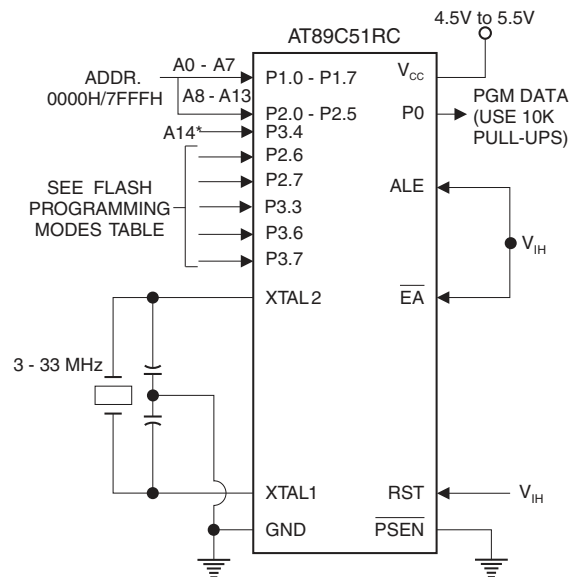 4.5V to 5.5V
AT89C51RC
ADDR.
0000H/7FFFH
A0 - A7
A8 - A13
A14*
SEE FLASH
PROGRAMMING
MODES TABLE
3 - 33 MHz
P1.0 - P1.7
P2.0 - P2.5
P3.4
P2.6
P2.7
P3.3
P3.6
P3.7
XTAL2
XTAL1
GND
VCC
P0
ALE
EA
RST
PSEN
PGM DATA
(USE 10K
PULL-UPS)
VIH
VIH